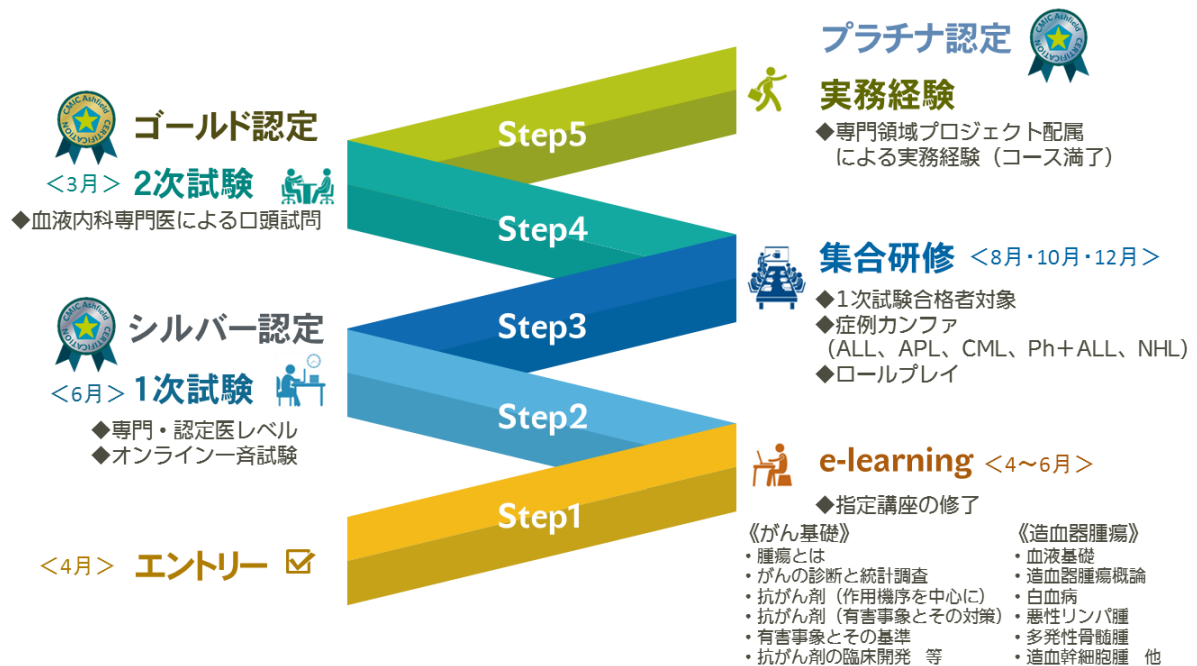 プラチナ認定
CMIC Ashfield
CERTIFICATION
実務経験
◆専門領域プロジェクト配属
による実務経験（コース満了）
Step5
CMIC Ashfield
CERTIFICATION
ゴールド認定
＜3月＞ 2次試験
◆血液内科専門医による口頭試問
Step4
集合研修 ＜8月・10月・12月＞
◆1次試験合格者対象
◆症例カンファ
（ALL、APL、CML、Ph＋ALL、NHL）
◆ロールプレイ
Step3
CMIC Ashfield
CERTIFICATION
シルバー認定
＜6月＞ 1次試験
◆専門・認定医レベル
◆オンライン一斉試験
Step2
e-learning ＜4～6月＞
◆指定講座の修了
《がん基礎》
・腫瘍とは
・がんの診断と統計調査
・抗がん剤（作用機序を中心に）
・抗がん剤（有害事象とその対策）
・有害事象とその基準
・抗がん剤の臨床開発　等
《造血器腫瘍》
・血液基礎
・造血器腫瘍概論
・白血病
・悪性リンパ腫
・多発性骨髄腫
・造血幹細胞腫　他
Step1
＜4月＞ エントリー